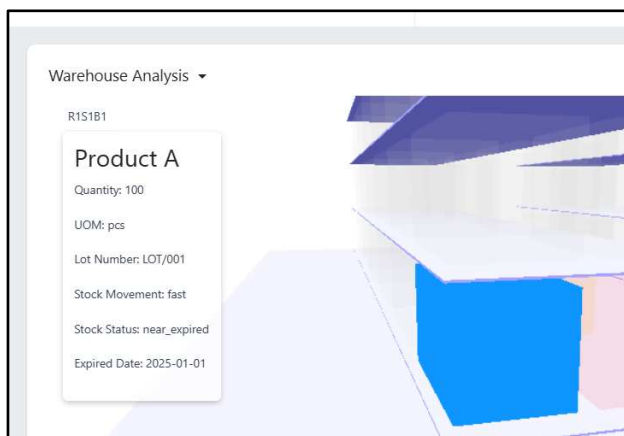 Warehouse Analysis
R1S1B1
Product A
Quantity: 100
UOM: pcs
Lot Number: LOT/001
Stock Movement: fast
Stock Status: near_expired
Expired Date: 2025-01-01